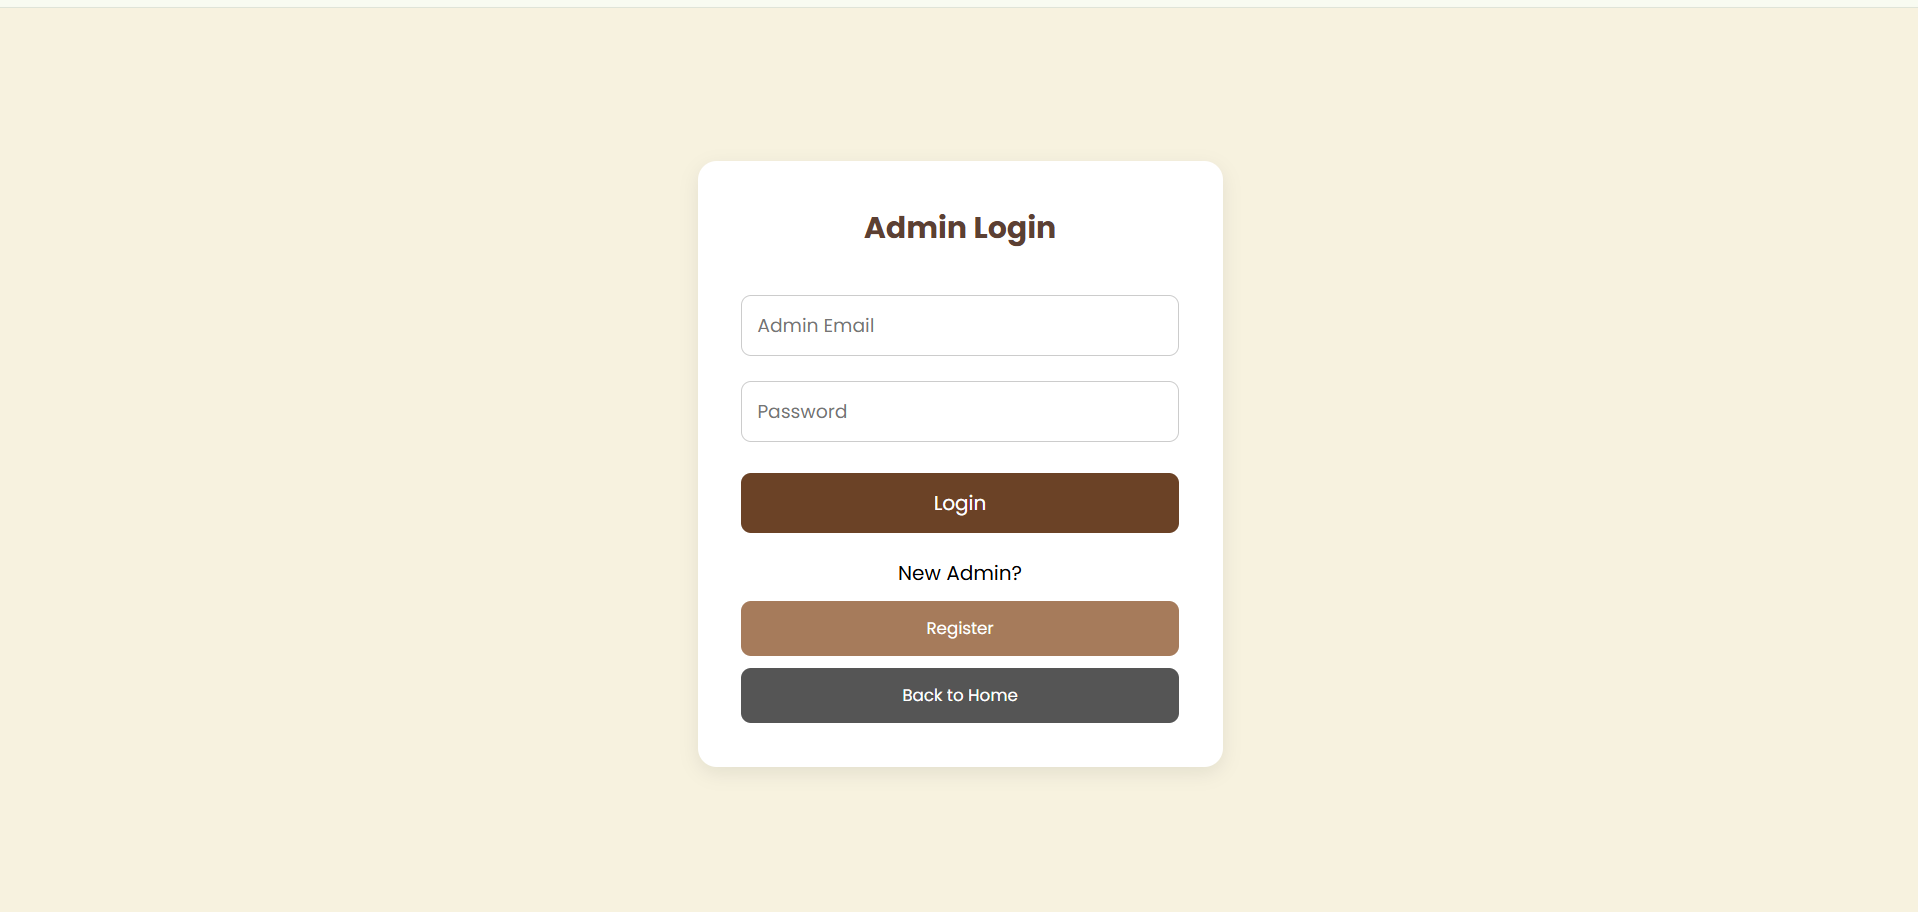 Admin Login
Admin Email
Password
Login
New Admin?
Register
Back to Home